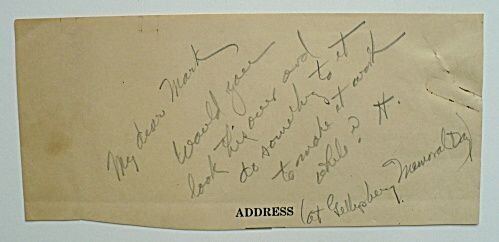 My dear Mark,
Would you
look this over and
do something to it
to make it worth
while? H.
ADDRESS
(at Gettysburg Memorial Day)